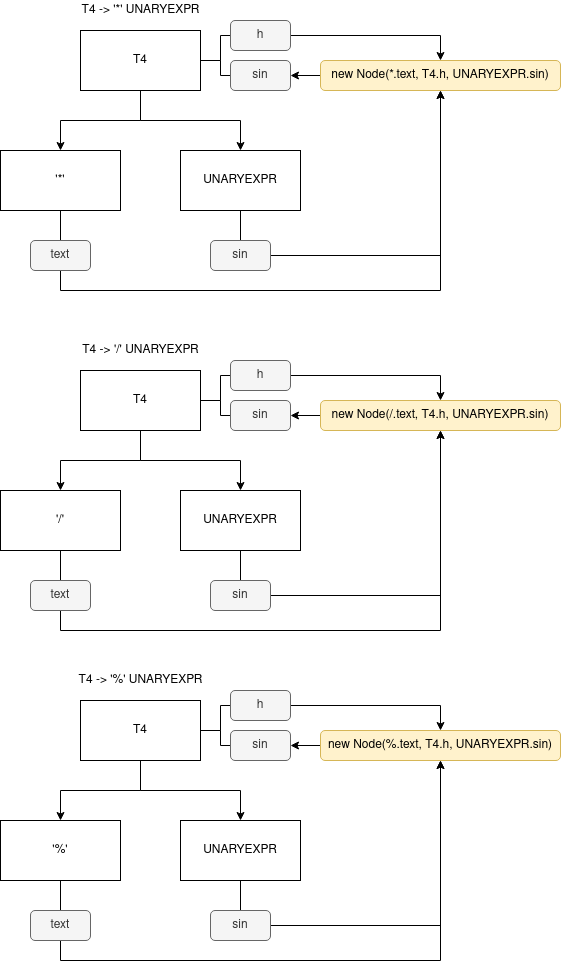 T4 -> '*' UNARYEXPR
h
T4
sin
new Node(*.text, T4.h, UNARYEXPR.sin)
'*'
UNARYEXPR
text
sin
T4 -> '/' UNARYEXPR
h
T4
sin
new Node(/.text, T4.h, UNARYEXPR.sin)
'/'
UNARYEXPR
text
sin
T4 -> '%' UNARYEXPR
h
T4
sin
new Node(%.text, T4.h, UNARYEXPR.sin)
'%'
UNARYEXPR
text
sin